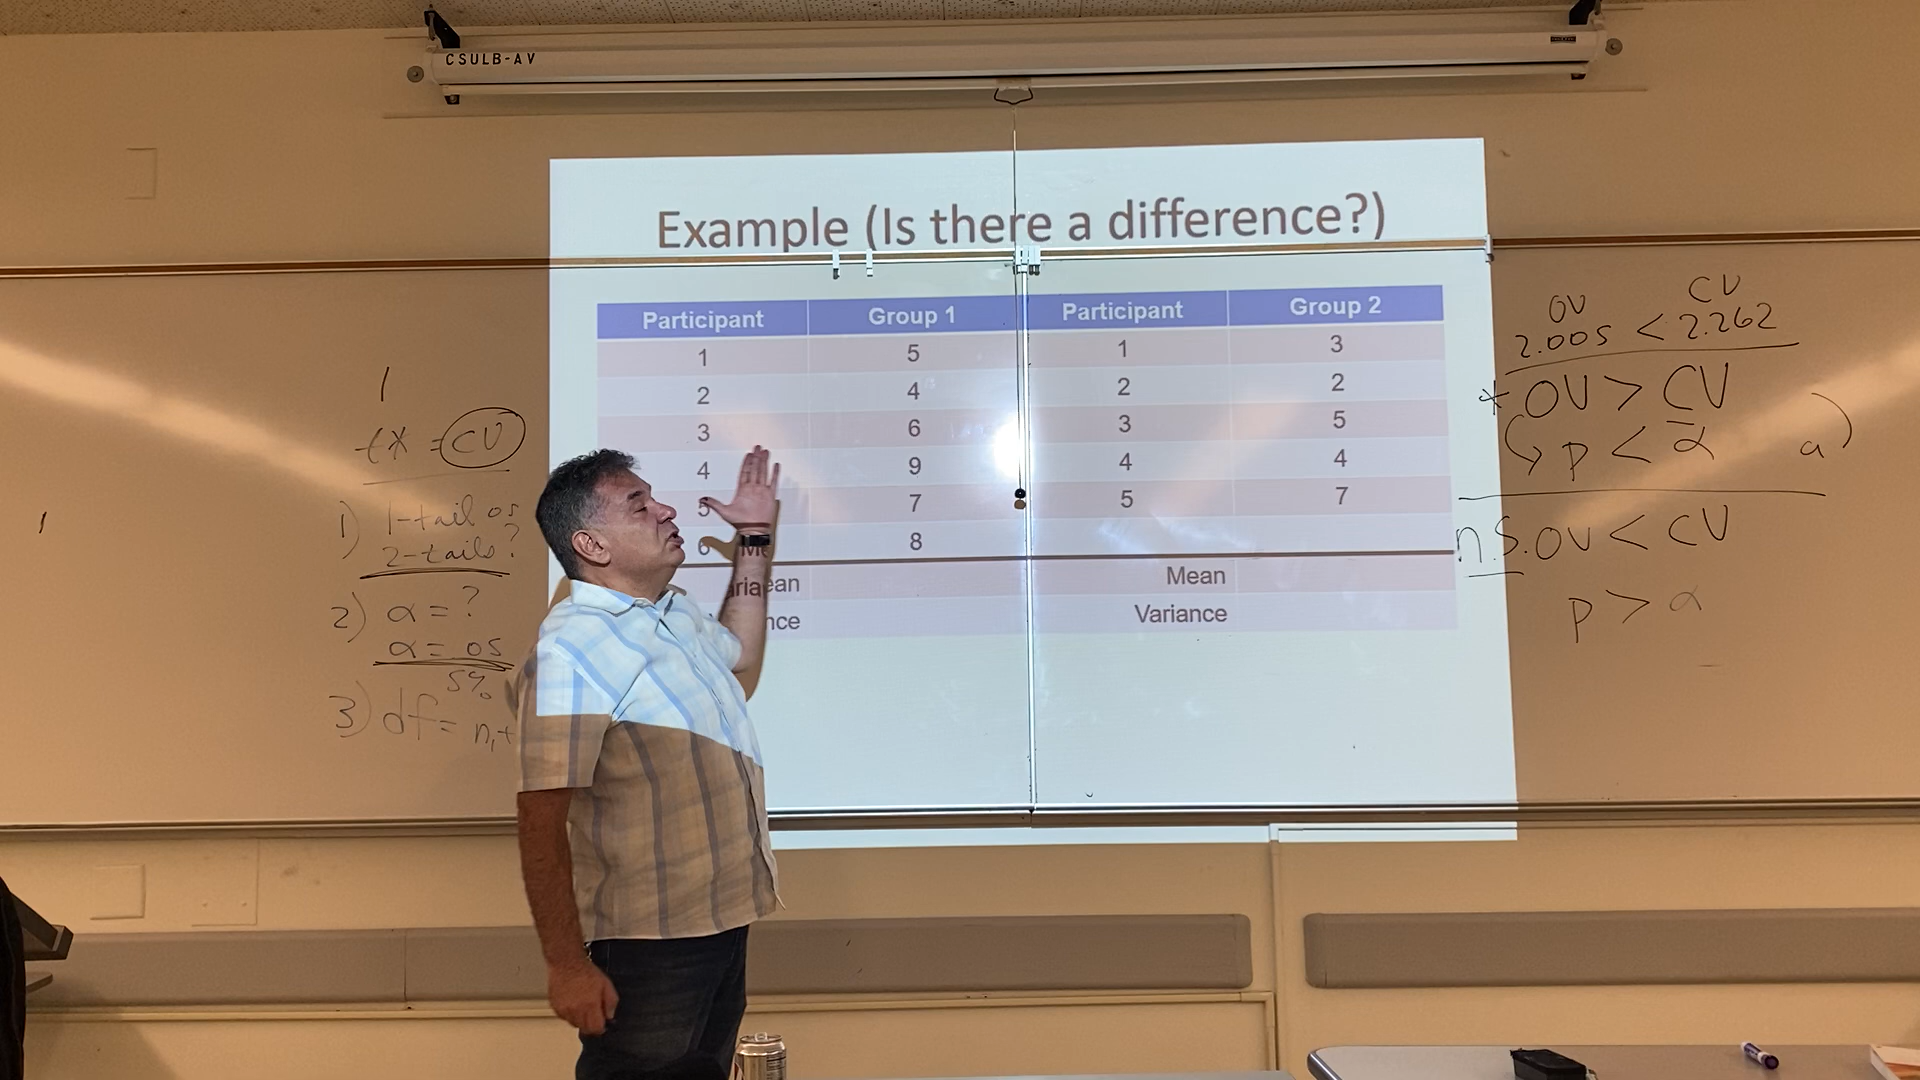 CSULB-AV
Example (Is there a difference?)
Participant Group 1 Participant Group 2
1 5 1 3
2 4 2 2
3 6 3 5
4 9 4 4
5 7 5 7
6 8
Mean
Variance
1
t* = CV
1) 1-tail or
2-tails?
2) α = ?
α = 05
5%
3) df = n1+
OV CV
2.005 < 2.262
* OV > CV
p < α
a)
n.s. OV < CV
p > α